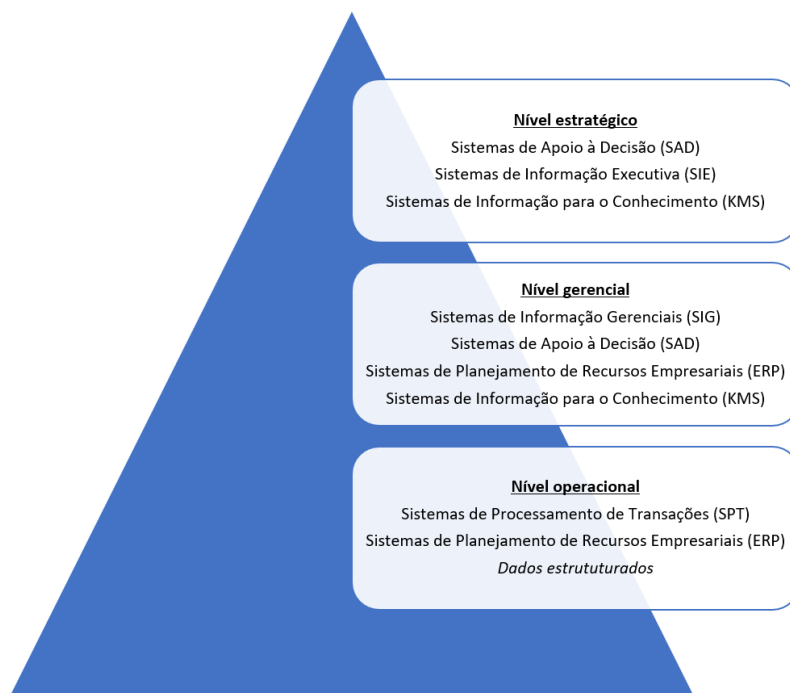 Nível estratégico
Sistemas de Apoio à Decisão (SAD)
Sistemas de Informação Executiva (SIE)
Sistemas de Informação para o Conhecimento (KMS)
Nível gerencial
Sistemas de Informação Gerenciais (SIG)
Sistemas de Apoio à Decisão (SAD)
Sistemas de Planejamento de Recursos Empresariais (ERP)
Sistemas de Informação para o Conhecimento (KMS)
Nível operacional
Sistemas de Processamento de Transações (SPT)
Sistemas de Planejamento de Recursos Empresariais (ERP)
Dados estrututurados